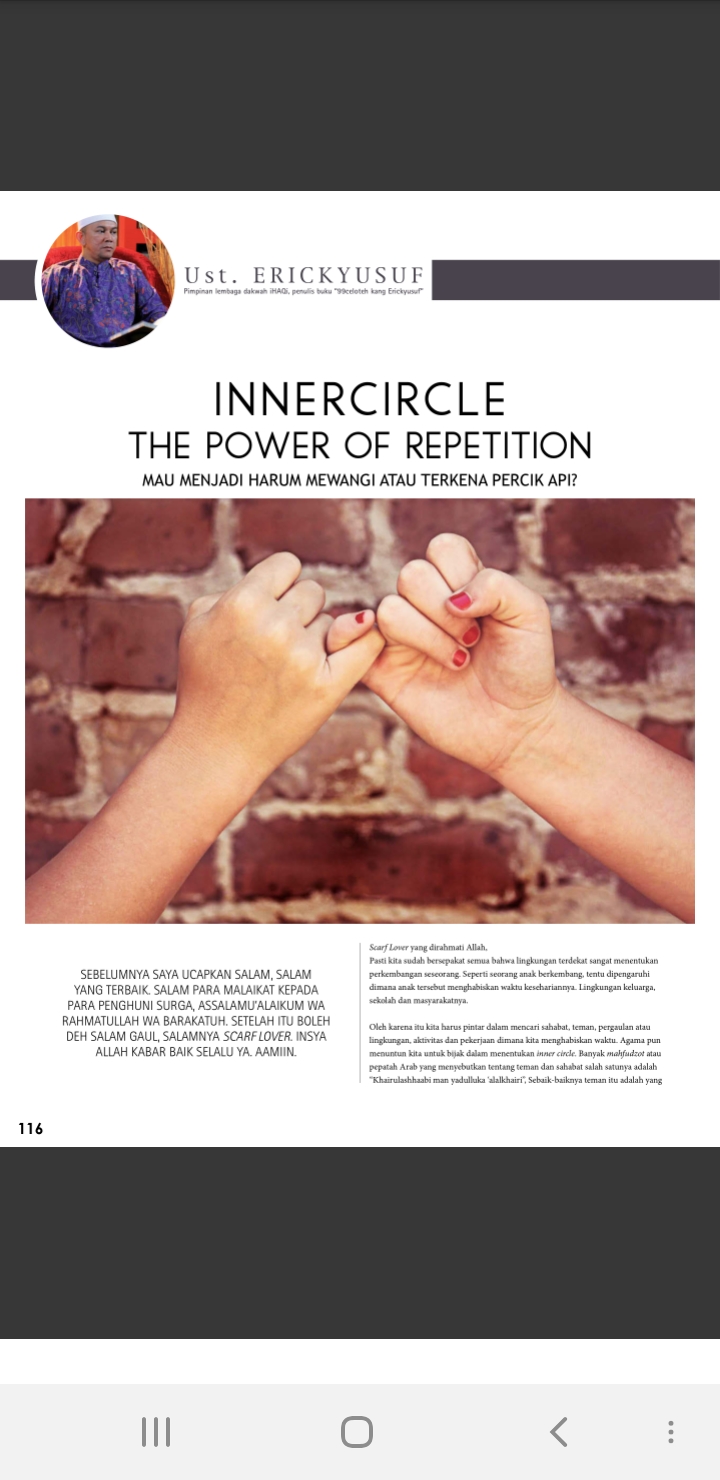 Ust. ERICKYUSUF
Pimpinan lembaga dakwah iHAQi, penulis buku "99celoteh kang Erickyusuf"
INNERCIRCLE
THE POWER OF REPETITION
MAU MENJADI HARUM MEWANGI ATAU TERKENA PERCIK API?
SEBELUMNYA SAYA UCAPKAN SALAM, SALAM
YANG TERBAIK. SALAM PARA MALAIKAT KEPADA
PARA PENGHUNI SURGA, ASSALAMU'ALAIKUM WA
RAHMATULLAH WA BARAKATUH. SETELAH ITU BOLEH
DEH SALAM GAUL, SALAMNYA SCARF LOVER. INSYA
ALLAH KABAR BAIK SELALU YA. AAMIIN.
Scarf Lover yang dirahmati Allah,
Pasti kita sudah bersepakat semua bahwa lingkungan terdekat sangat menentukan
perkembangan seseorang. Seperti seorang anak berkembang, tentu dipengaruhi
dimana anak tersebut menghabiskan waktu kesehariannya. Lingkungan keluarga,
sekolah dan masyarakatnya.
Oleh karena itu kita harus pintar dalam mencari sahabat, teman, pergaulan atau
lingkungan, aktivitas dan pekerjaan dimana kita menghabiskan waktu. Agama pun
menuntun kita untuk bijak dalam menentukan inner circle. Banyak mahfudzot atau
pepatah Arab yang menyebutkan tentang teman dan sahabat salah satunya adalah
"Khairulashhaabi man yadulluka 'alalkhairi", Sebaik-baiknya teman itu adalah yang
116